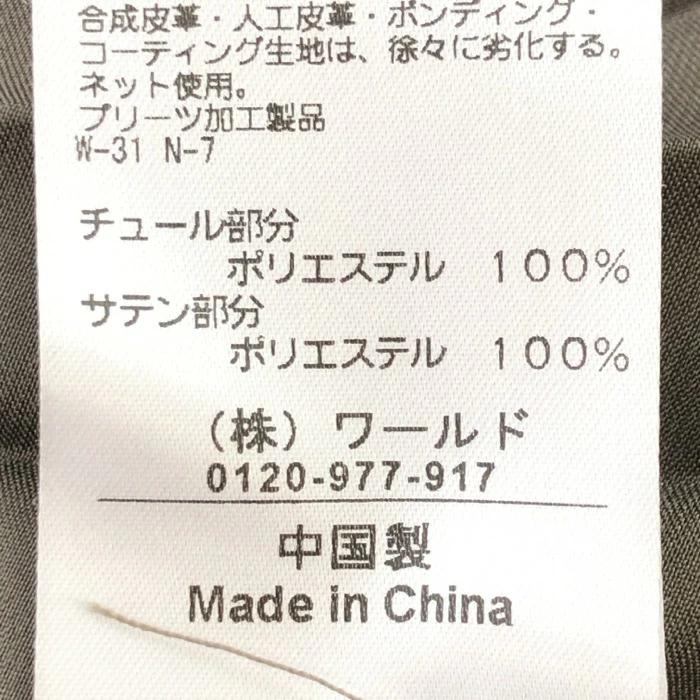 合成皮革・人工皮革・ボンディング・
コーティング生地は、徐々に劣化する。
ネット使用。
プリーツ加工製品
W-31 N-7
チュール部分
ポリエステル 100%
サテン部分
ポリエステル 100%
(株)ワールド
0120-977-917
中国製
Made in China